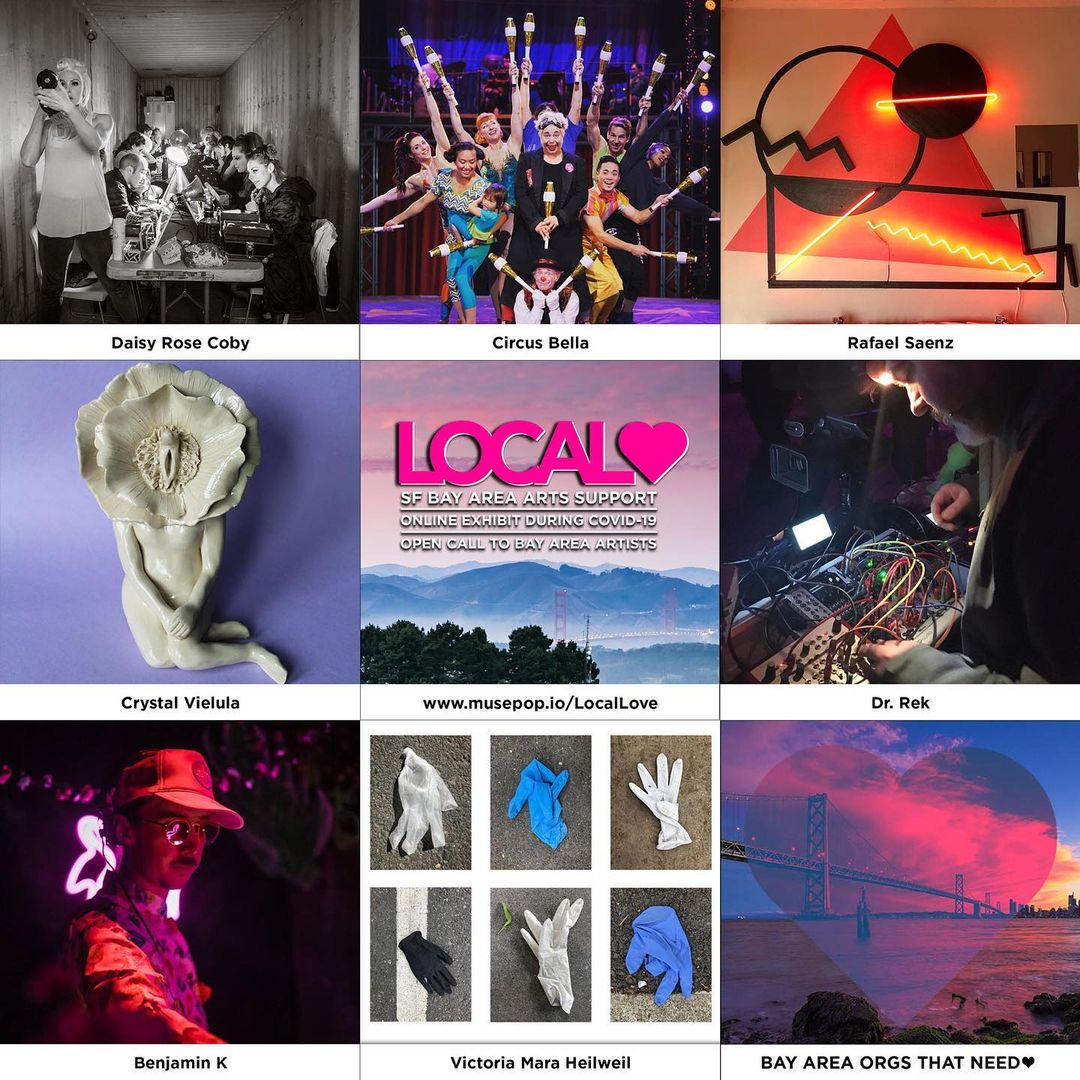 Daisy Rose Coby
Circus Bella
Rafael Saenz
LOCAL♥
SF BAY AREA ARTS SUPPORT
ONLINE EXHIBIT DURING COVID-19
OPEN CALL TO BAY AREA ARTISTS
Crystal Vielula
www.musepop.io/LocalLove
Dr. Rek
Benjamin K
Victoria Mara Heilweil
BAY AREA ORGS THAT NEED❤